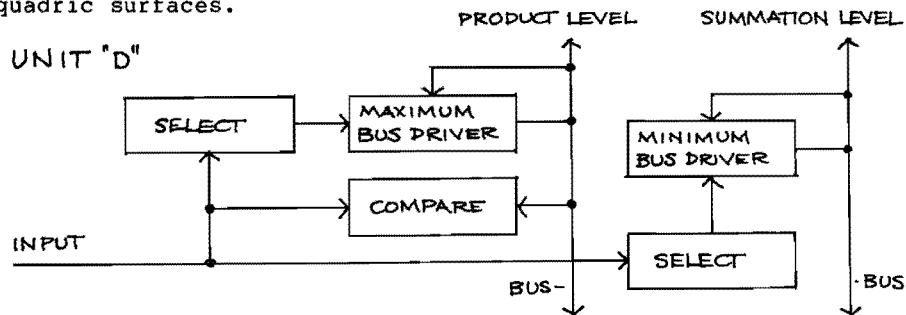 quadric surfaces.
PRODUCT LEVEL
SUMMATION LEVEL
UNIT "D"
SELECT
MAXIMUM
BUS DRIVER
MINIMUM
BUS DRIVER
COMPARE
INPUT
SELECT
BUS-
-BUS